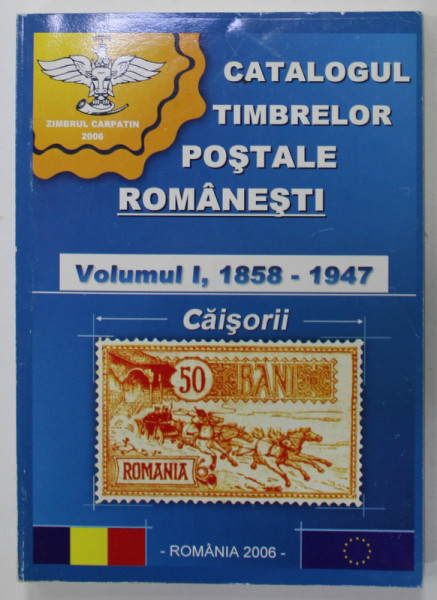 ZIMBRUL CARPATIN
2006
CATALOGUL
TIMBRELOR
POŞTALE
ROMÂNEŞTI
Volumul I, 1858 - 1947
Căişorii
50 BANI
ROMANIA
- ROMÂNIA 2006 -